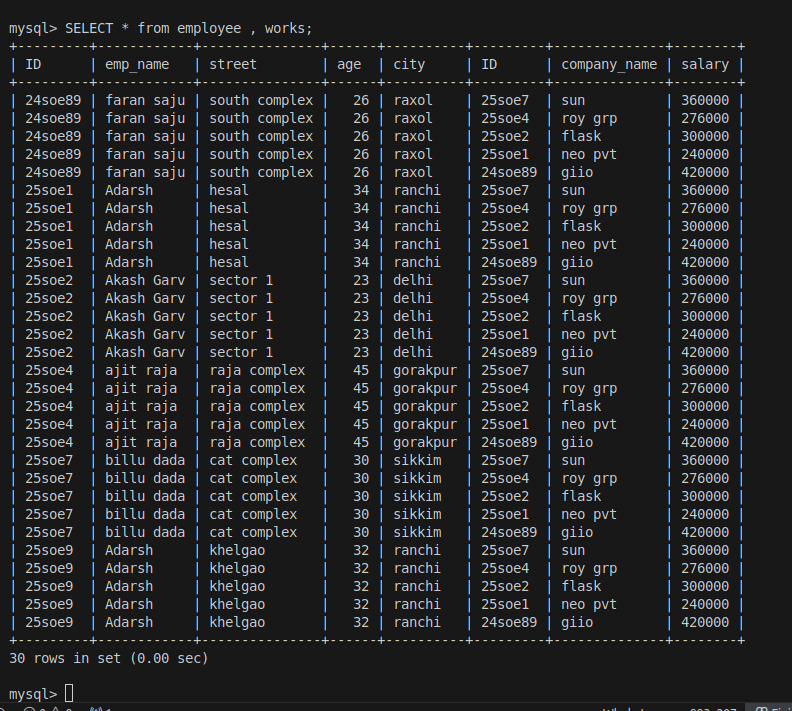 mysql> SELECT * from employee , works;
+---------+------------+---------------+------+----------+---------+--------------+--------+
| ID      | emp_name   | street        | age  | city     | ID      | company_name | salary |
+---------+------------+---------------+------+----------+---------+--------------+--------+
| 24soe89 | faran saju | south complex |   26 | raxol    | 25soe7  | sun          | 360000 |
| 24soe89 | faran saju | south complex |   26 | raxol    | 25soe4  | roy grp      | 276000 |
| 24soe89 | faran saju | south complex |   26 | raxol    | 25soe2  | flask        | 300000 |
| 24soe89 | faran saju | south complex |   26 | raxol    | 25soe1  | neo pvt      | 240000 |
| 24soe89 | faran saju | south complex |   26 | raxol    | 24soe89 | giio         | 420000 |
| 25soe1  | Adarsh     | hesal         |   34 | ranchi   | 25soe7  | sun          | 360000 |
| 25soe1  | Adarsh     | hesal         |   34 | ranchi   | 25soe4  | roy grp      | 276000 |
| 25soe1  | Adarsh     | hesal         |   34 | ranchi   | 25soe2  | flask        | 300000 |
| 25soe1  | Adarsh     | hesal         |   34 | ranchi   | 25soe1  | neo pvt      | 240000 |
| 25soe1  | Adarsh     | hesal         |   34 | ranchi   | 24soe89 | giio         | 420000 |
| 25soe2  | Akash Garv | sector 1      |   23 | delhi    | 25soe7  | sun          | 360000 |
| 25soe2  | Akash Garv | sector 1      |   23 | delhi    | 25soe4  | roy grp      | 276000 |
| 25soe2  | Akash Garv | sector 1      |   23 | delhi    | 25soe2  | flask        | 300000 |
| 25soe2  | Akash Garv | sector 1      |   23 | delhi    | 25soe1  | neo pvt      | 240000 |
| 25soe2  | Akash Garv | sector 1      |   23 | delhi    | 24soe89 | giio         | 420000 |
| 25soe4  | ajit raja  | raja complex  |   45 | gorakpur | 25soe7  | sun          | 360000 |
| 25soe4  | ajit raja  | raja complex  |   45 | gorakpur | 25soe4  | roy grp      | 276000 |
| 25soe4  | ajit raja  | raja complex  |   45 | gorakpur | 25soe2  | flask        | 300000 |
| 25soe4  | ajit raja  | raja complex  |   45 | gorakpur | 25soe1  | neo pvt      | 240000 |
| 25soe4  | ajit raja  | raja complex  |   45 | gorakpur | 24soe89 | giio         | 420000 |
| 25soe7  | billu dada | cat complex   |   30 | sikkim   | 25soe7  | sun          | 360000 |
| 25soe7  | billu dada | cat complex   |   30 | sikkim   | 25soe4  | roy grp      | 276000 |
| 25soe7  | billu dada | cat complex   |   30 | sikkim   | 25soe2  | flask        | 300000 |
| 25soe7  | billu dada | cat complex   |   30 | sikkim   | 25soe1  | neo pvt      | 240000 |
| 25soe7  | billu dada | cat complex   |   30 | sikkim   | 24soe89 | giio         | 420000 |
| 25soe9  | Adarsh     | khelgao       |   32 | ranchi   | 25soe7  | sun          | 360000 |
| 25soe9  | Adarsh     | khelgao       |   32 | ranchi   | 25soe4  | roy grp      | 276000 |
| 25soe9  | Adarsh     | khelgao       |   32 | ranchi   | 25soe2  | flask        | 300000 |
| 25soe9  | Adarsh     | khelgao       |   32 | ranchi   | 25soe1  | neo pvt      | 240000 |
| 25soe9  | Adarsh     | khelgao       |   32 | ranchi   | 24soe89 | giio         | 420000 |
+---------+------------+---------------+------+----------+---------+--------------+--------+
30 rows in set (0.00 sec)
mysql>